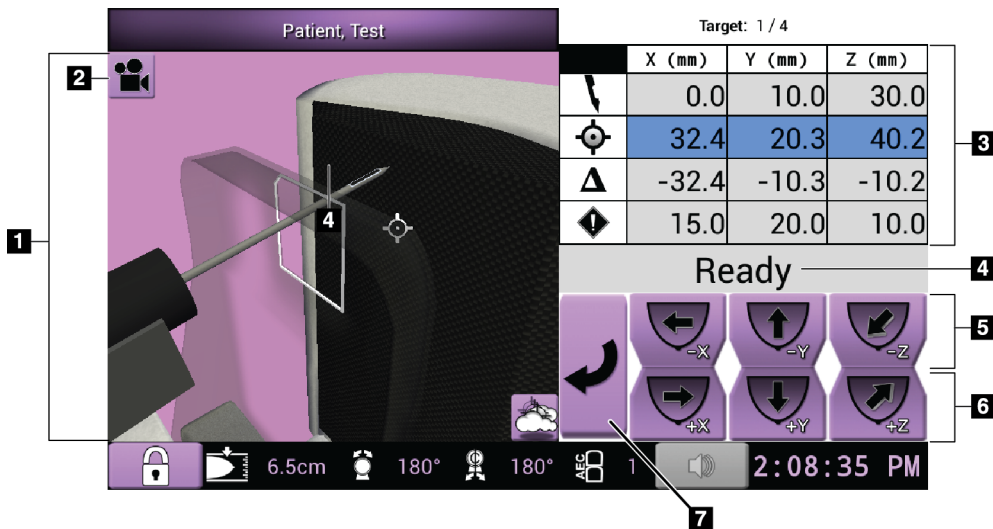 Patient, Test
Target: 1 / 4
1
2
3
4
4
5
6
7
X (mm) Y (mm) Z (mm)
0.0 10.0 30.0
32.4 20.3 40.2
Δ -32.4 -10.3 -10.2
! 15.0 20.0 10.0
Ready
-X -Y -Z
+X +Y +Z
6.5cm 180° C 180° AEC 1 2:08:35 PM